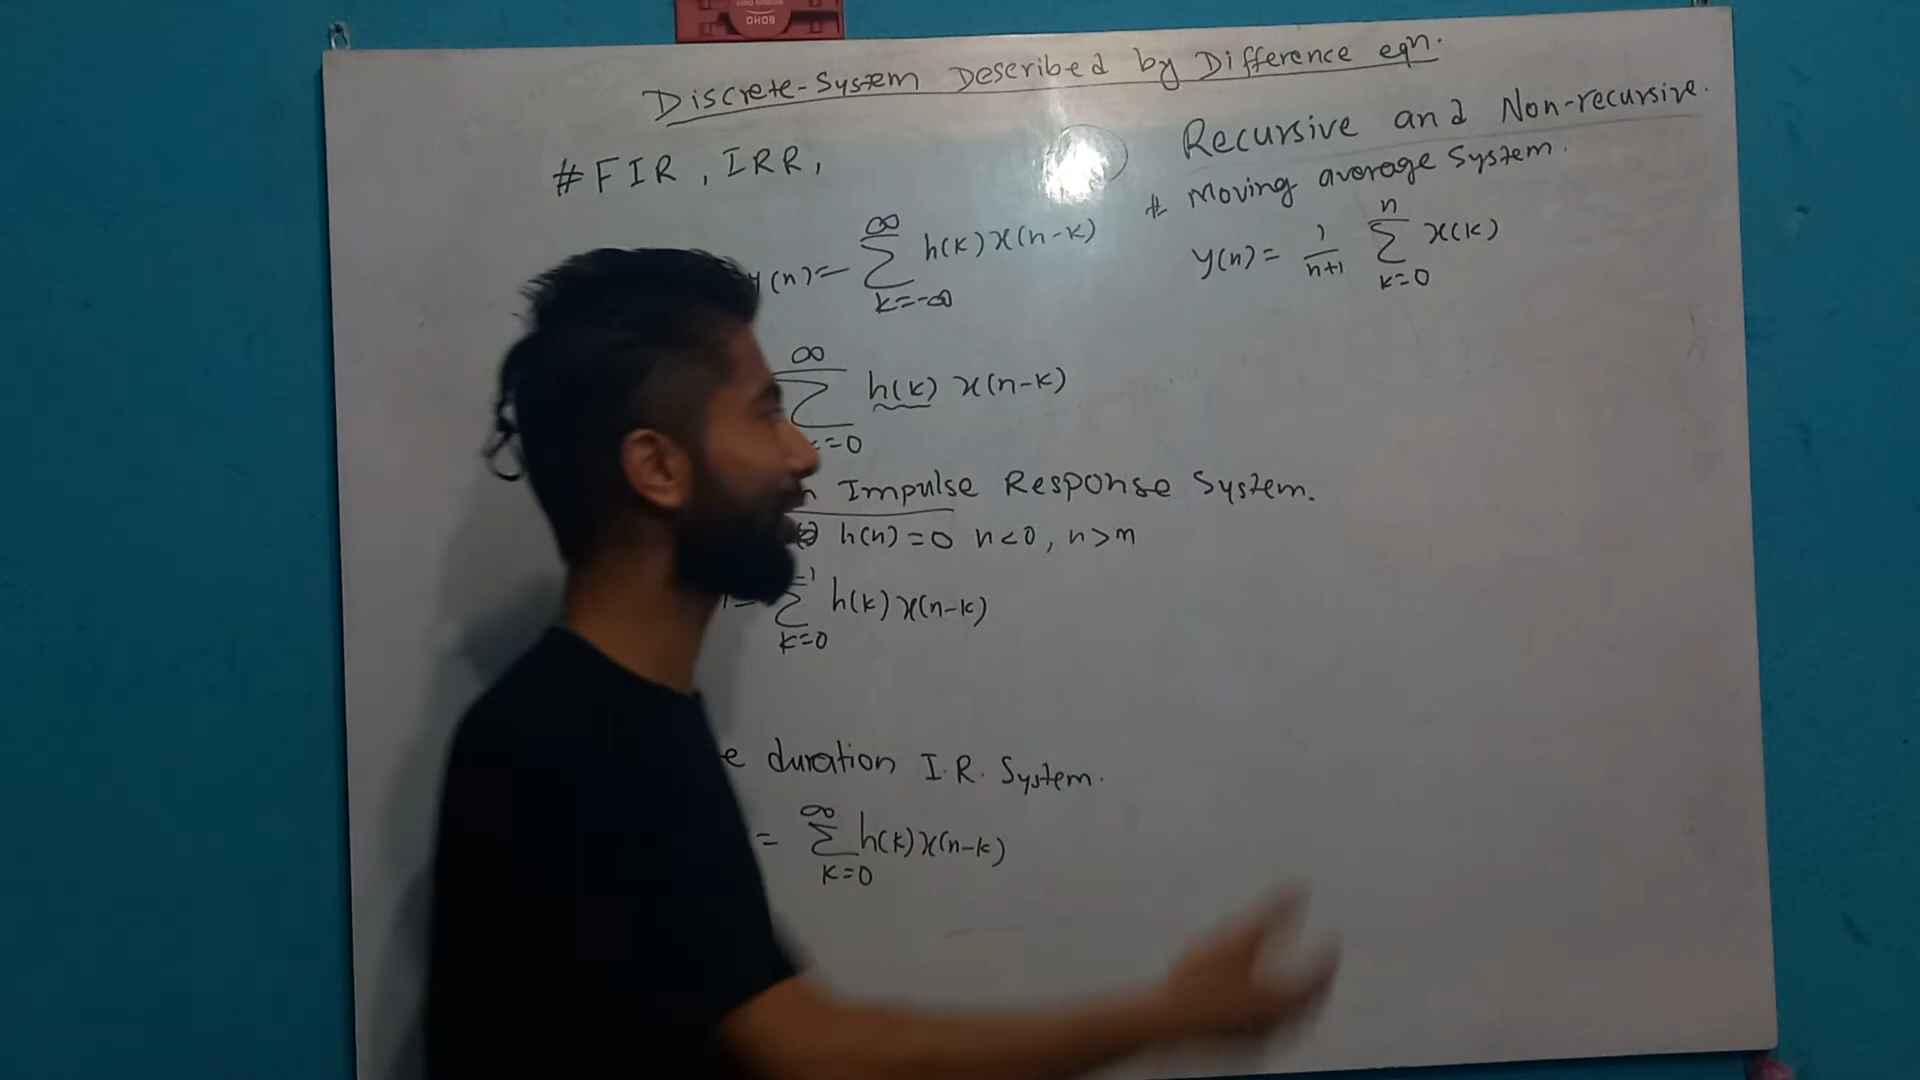 Discrete-System Described by Difference eqn.
# FIR , IRR,
y(n) = ∞ Σ k=-∞ h(k) x(n-k)
∞ Σ k=0 h(k) x(n-k)
Impulse Response System.
h(n) = 0 n<0, n>m
Σ k=0 h(k) x(n-k)
duration I.R. System.
= ∞ Σ k=0 h(k) x(n-k)
Recursive and Non-recursive.
# Moving average System.
y(n) = 1/n+1 n Σ k=0 x(k)